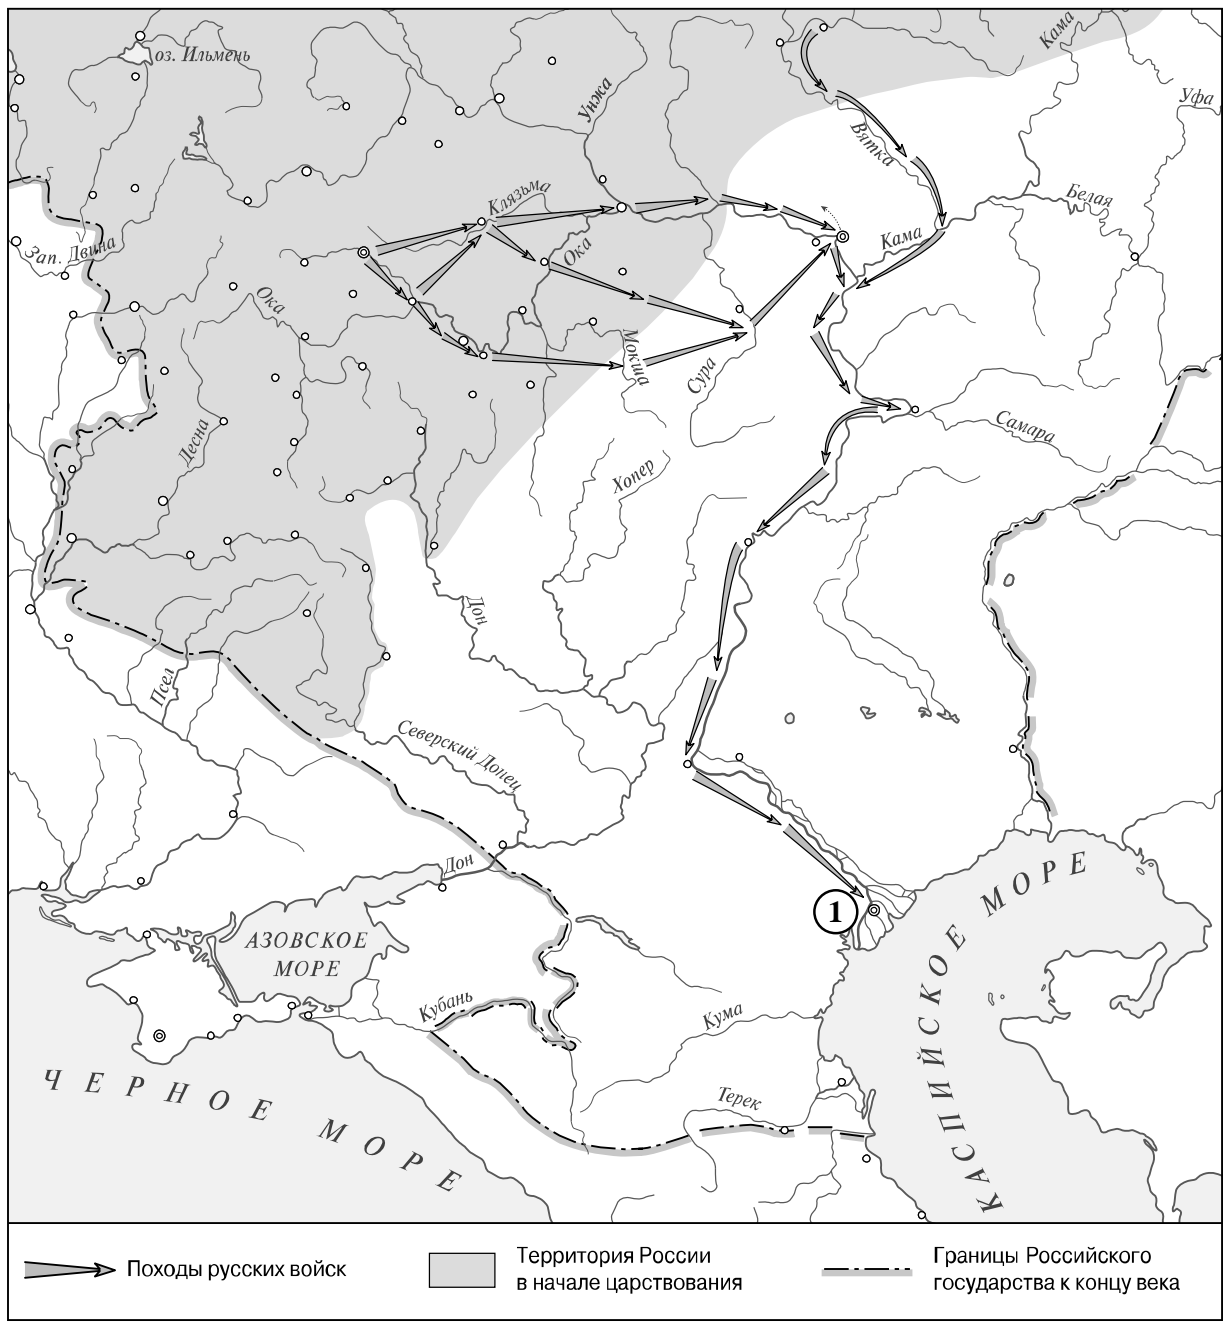 Кама
оз. Ильмень
Уфа
Унжа
Вятка
Клязьма
Белая
Зап. Двина
Ока
Кама
Ока
Мокша
Сура
Самара
Десна
Хопер
Дон
Псел
Северский Донец
Дон
1
АЗОВСКОЕ
МОРЕ
Кубань
Кума
Терек
ЧЕРНОЕ МОРЕ
КАСПИЙСКОЕ МОРЕ
Походы русских войск
Территория России
в начале царствования
Границы Российского
государства к концу века